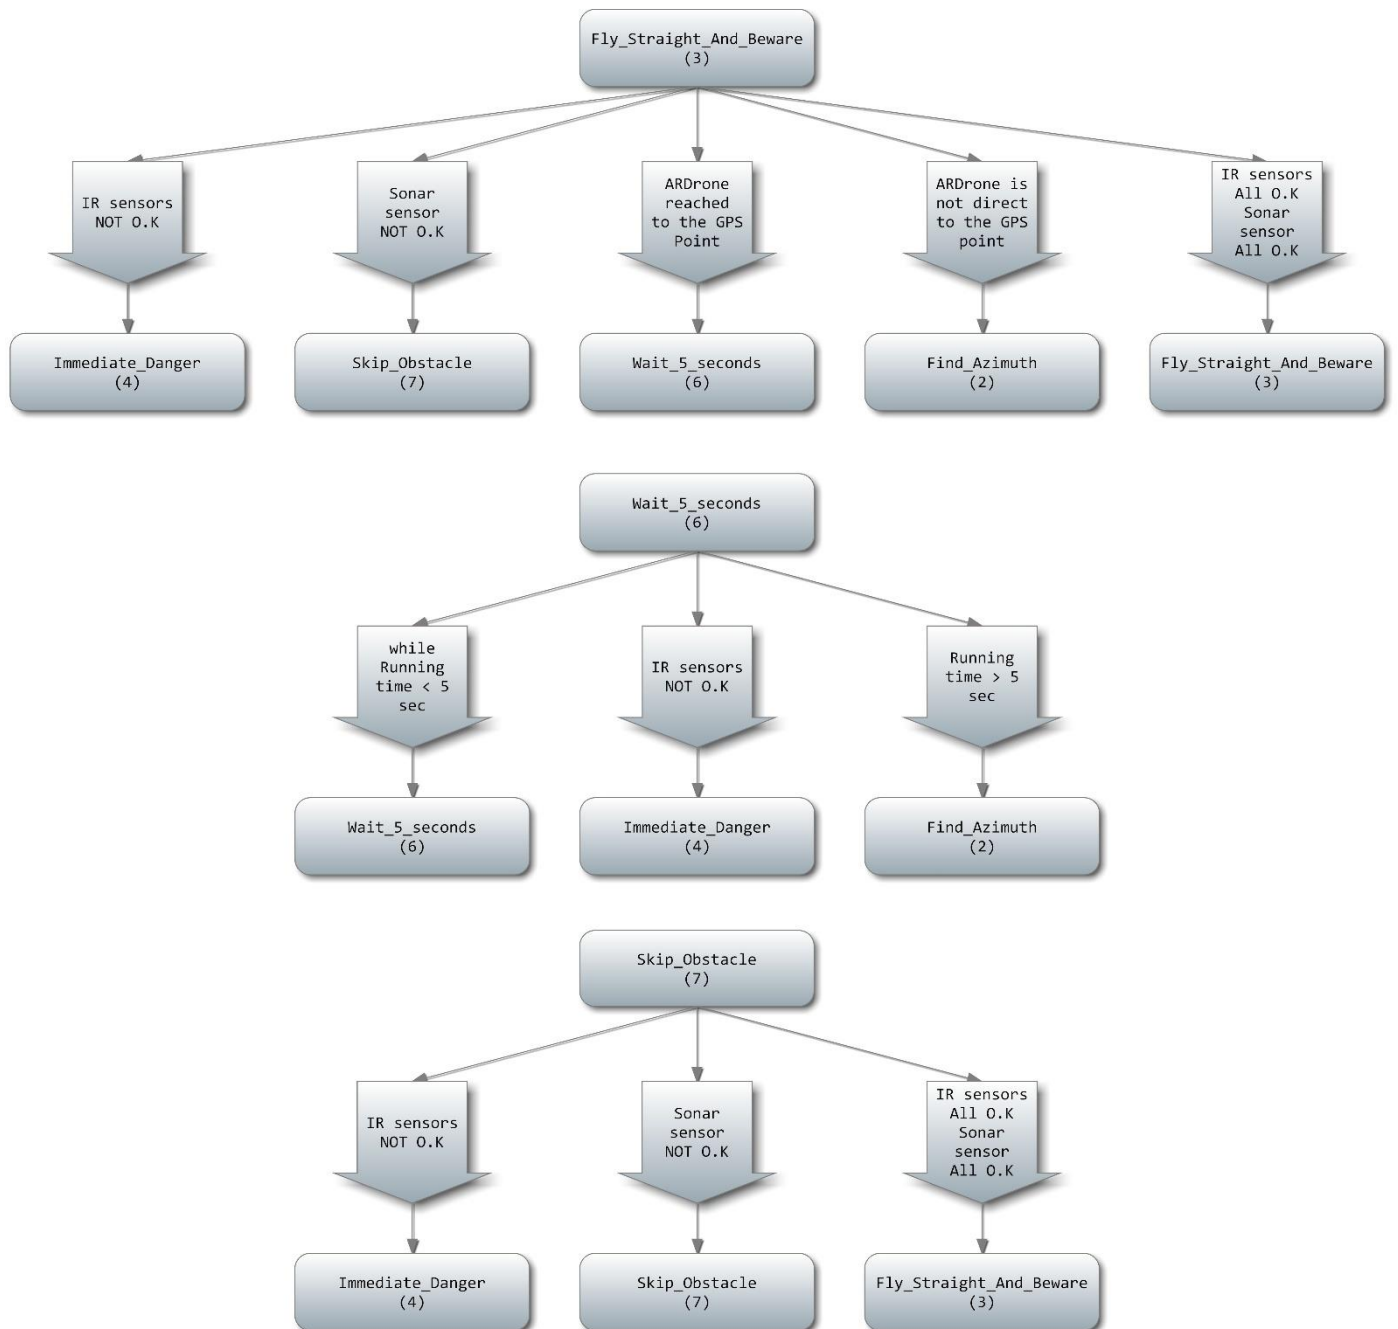 Fly_Straight_And_Beware
(3)
IR sensors
NOT O.K
Sonar
sensor
NOT O.K
ARDrone
reached
to the GPS
Point
ARDrone is
not direct
to the GPS
point
IR sensors
All O.K
Sonar
sensor
All O.K
Immediate_Danger
(4)
Skip_Obstacle
(7)
Wait_5_seconds
(6)
Find_Azimuth
(2)
Fly_Straight_And_Beware
(3)
Wait_5_seconds
(6)
while
Running
time < 5
sec
IR sensors
NOT O.K
Running
time > 5
sec
Wait_5_seconds
(6)
Immediate_Danger
(4)
Find_Azimuth
(2)
Skip_Obstacle
(7)
IR sensors
NOT O.K
Sonar
sensor
NOT O.K
IR sensors
All O.K
Sonar
sensor
All O.K
Immediate_Danger
(4)
Skip_Obstacle
(7)
Fly_Straight_And_Beware
(3)